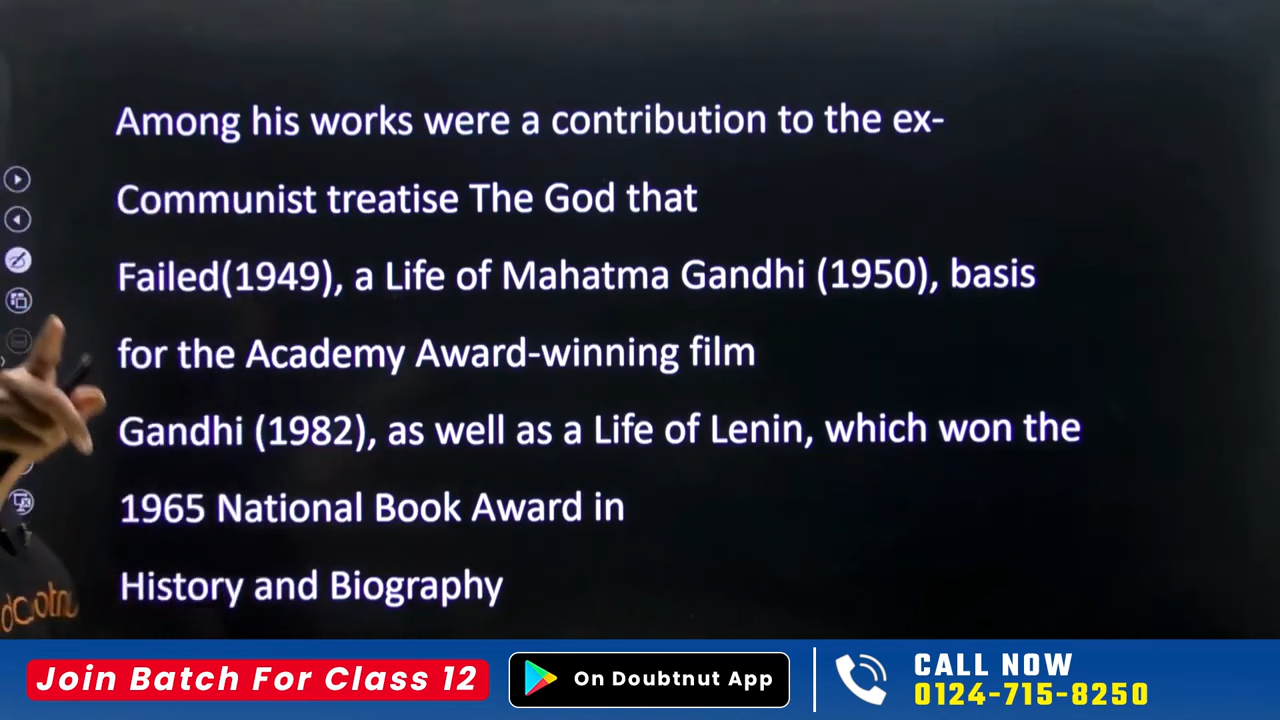 Among his works were a contribution to the ex-
Communist treatise The God that
Failed(1949), a Life of Mahatma Gandhi (1950), basis
for the Academy Award-winning film
Gandhi (1982), as well as a Life of Lenin, which won the
1965 National Book Award in
History and Biography
Join Batch For Class 12
On Doubtnut App
CALL NOW
0124-715-8250